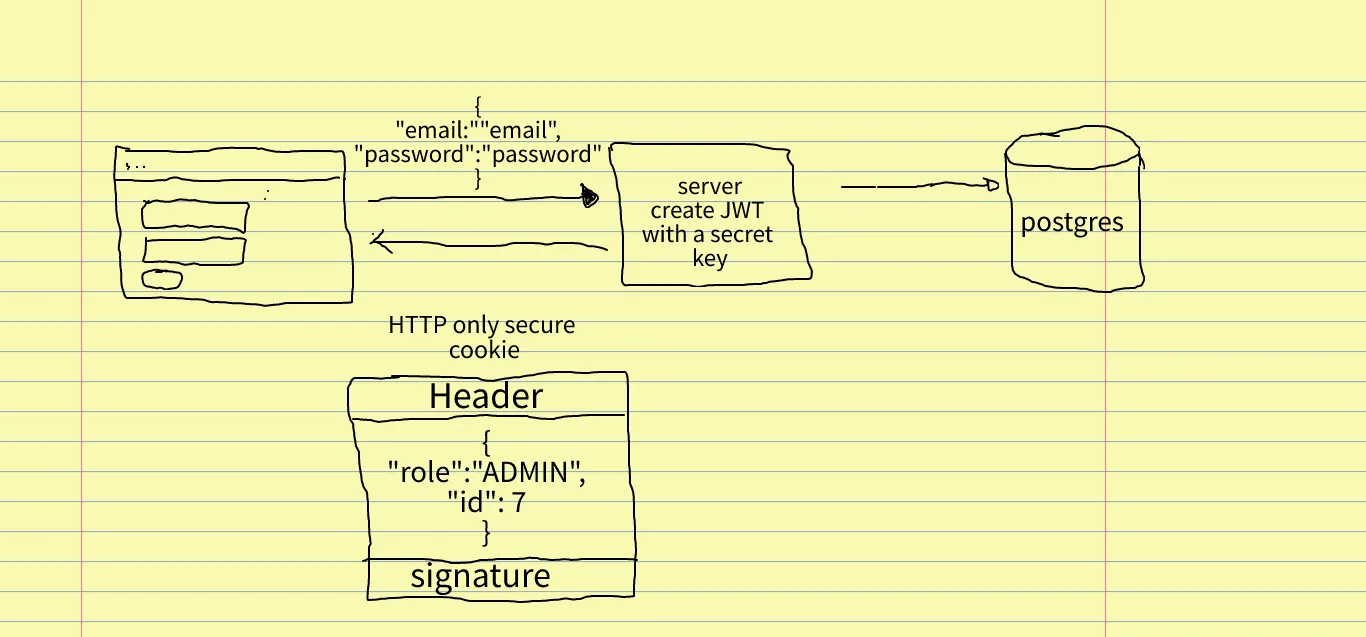 {
"email:""email",
"password":"password"
}
server
create JWT
with a secret
key
postgres
HTTP only secure
cookie
Header
{
"role":"ADMIN",
"id": 7
}
signature